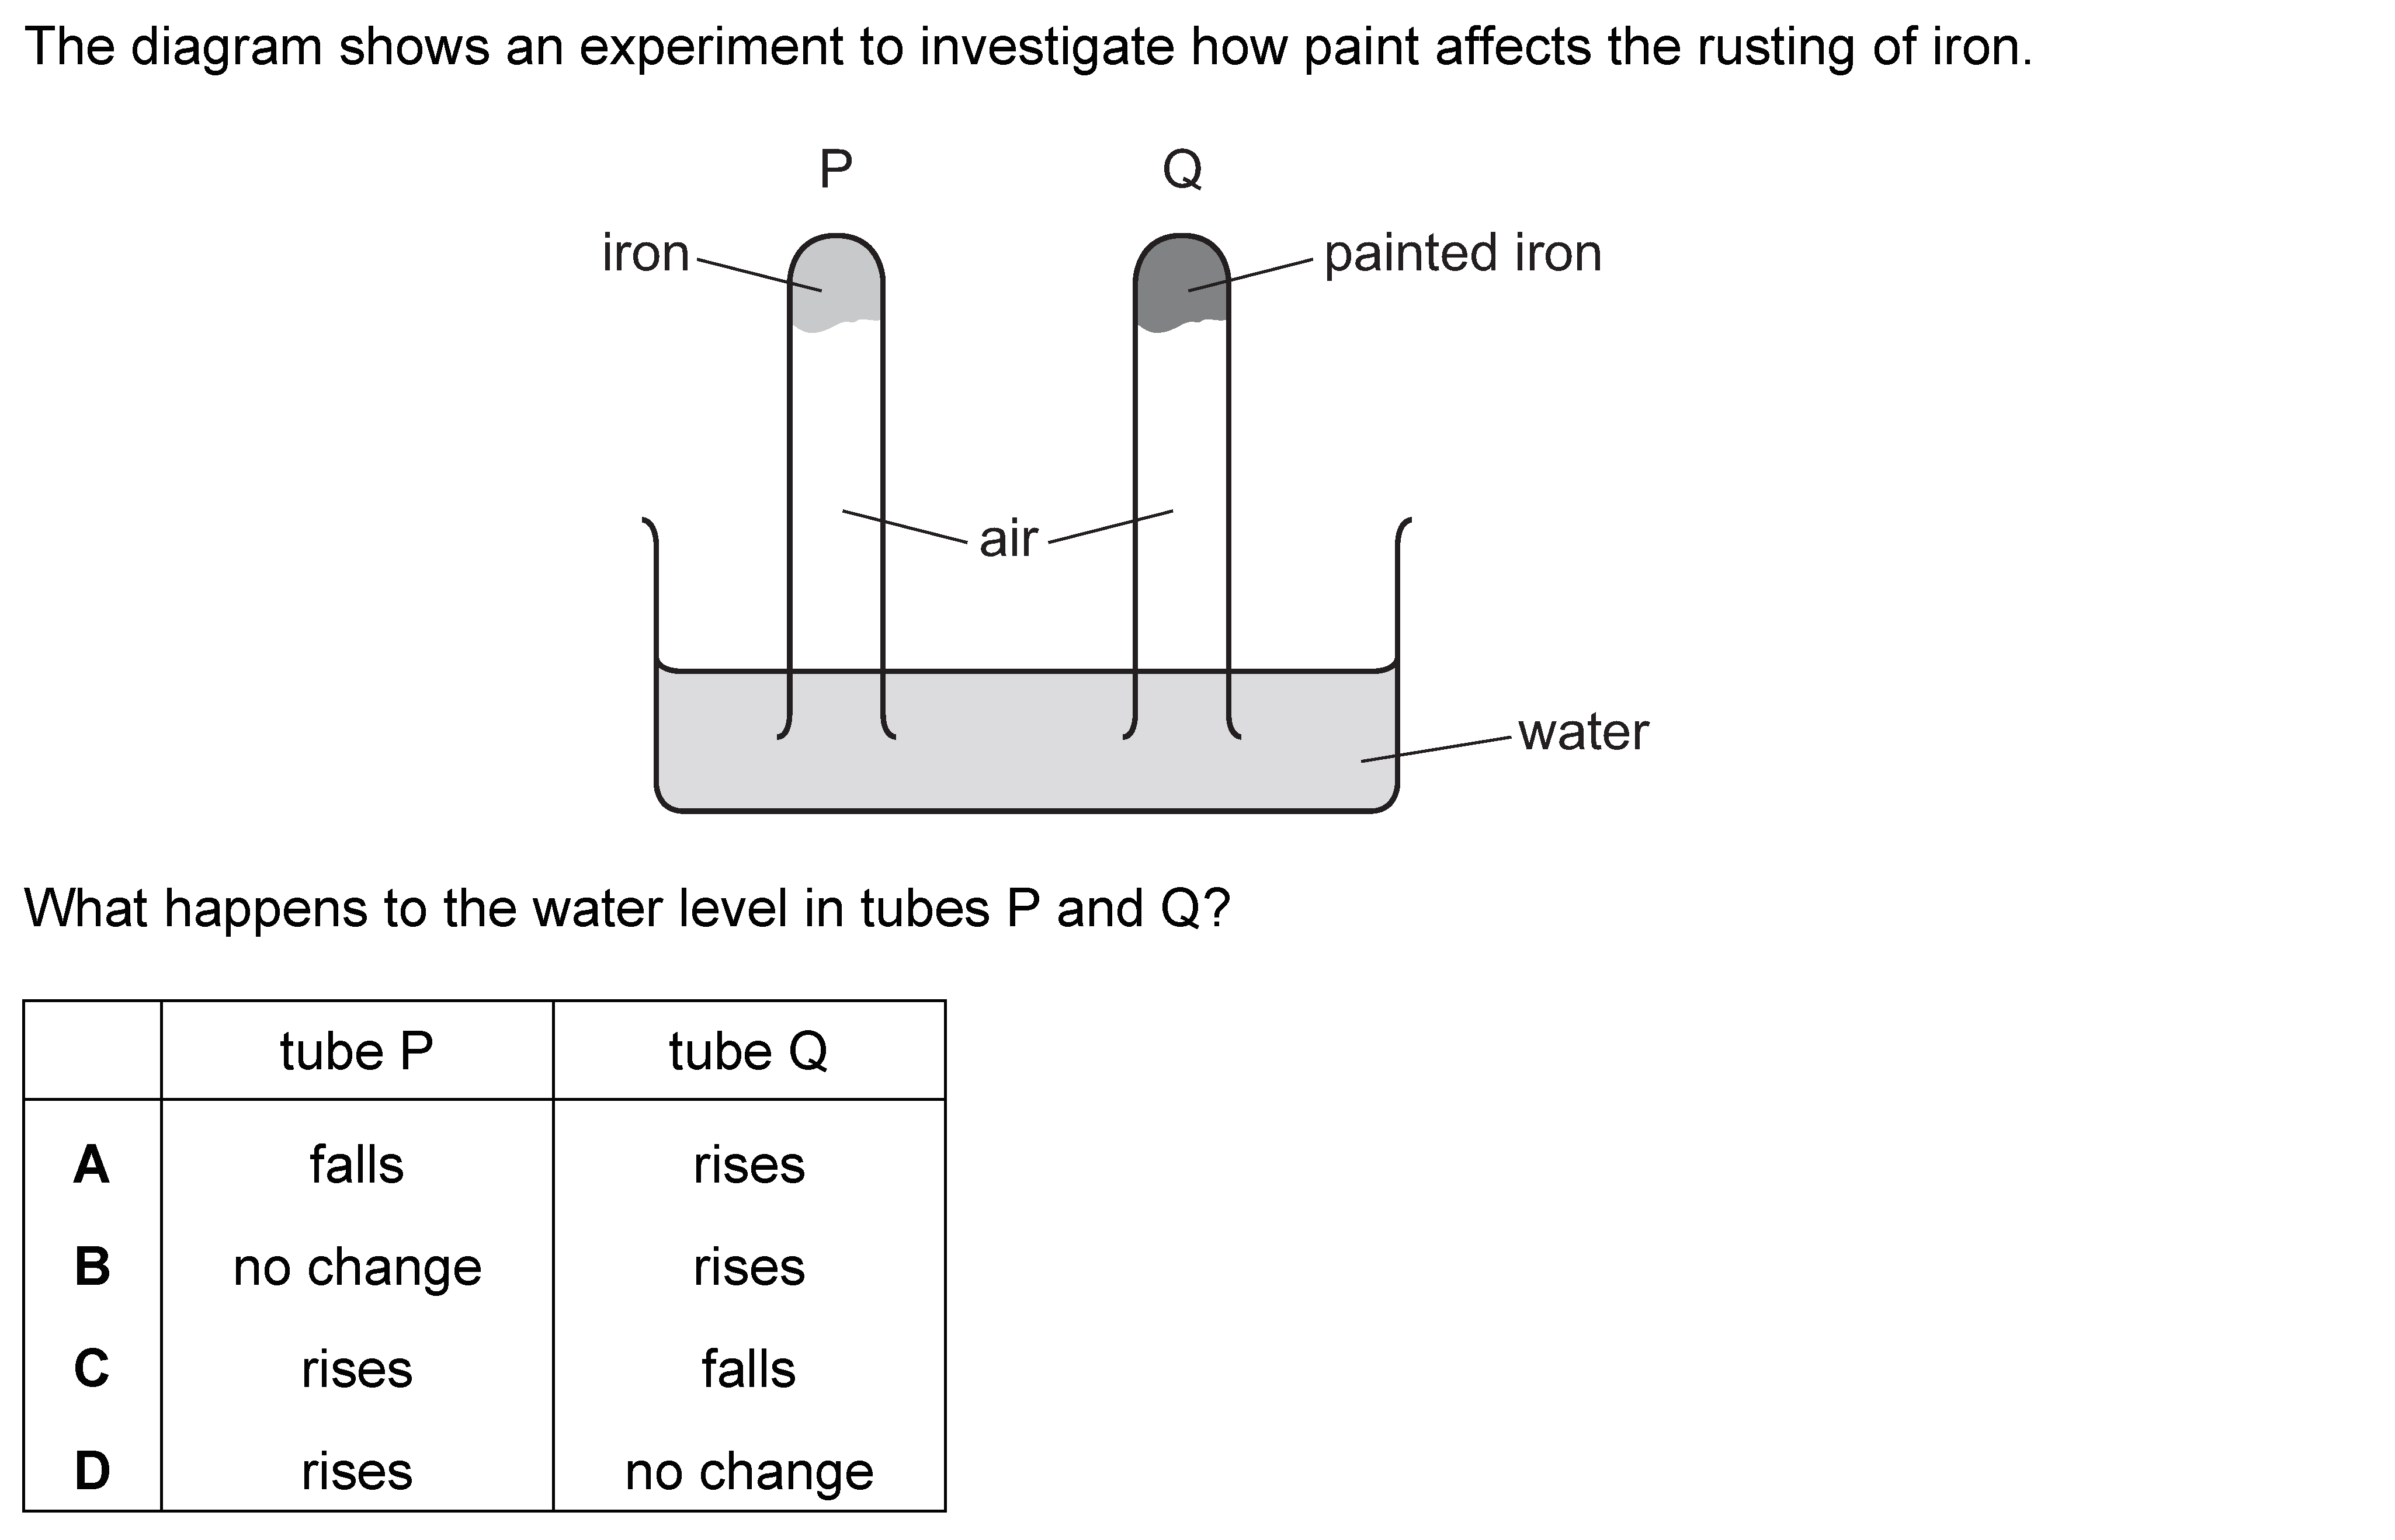 The diagram shows an experiment to investigate how paint affects the rusting of iron.
P Q
iron painted iron
air
water
What happens to the water level in tubes P and Q?
tube P tube Q
A falls rises
B no change rises
C rises falls
D rises no change